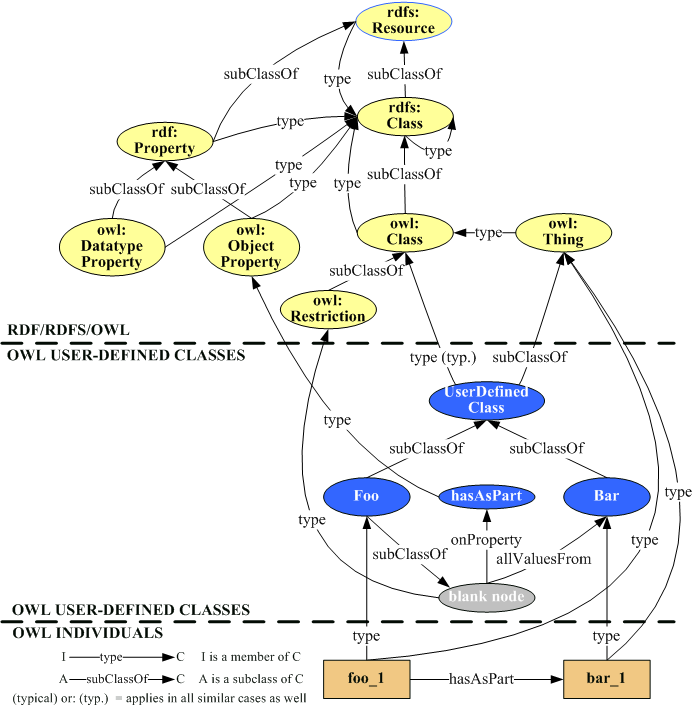 rdfs:
Resource
subClassOf
type
subClassOf
rdf:
Property
type
rdfs:
Class
type
subClassOf
subClassOf
type
type
type
subClassOf
owl:
Datatype
Property
owl:
Object
Property
owl:
Class
type
owl:
Thing
subClassOf
owl:
Restriction
RDF/RDFS/OWL
OWL USER-DEFINED CLASSES
type (typ.)
subClassOf
UserDefined
Class
type
subClassOf
subClassOf
Foo
hasAsPart
Bar
type
type
onProperty
type
subClassOf
allValuesFrom
blank node
OWL USER-DEFINED CLASSES
OWL INDIVIDUALS
type
type
I type C I is a member of C
A subClassOf C A is a subclass of C
(typical) or: (typ.) = applies in all similar cases as well
foo_1
hasAsPart
bar_1